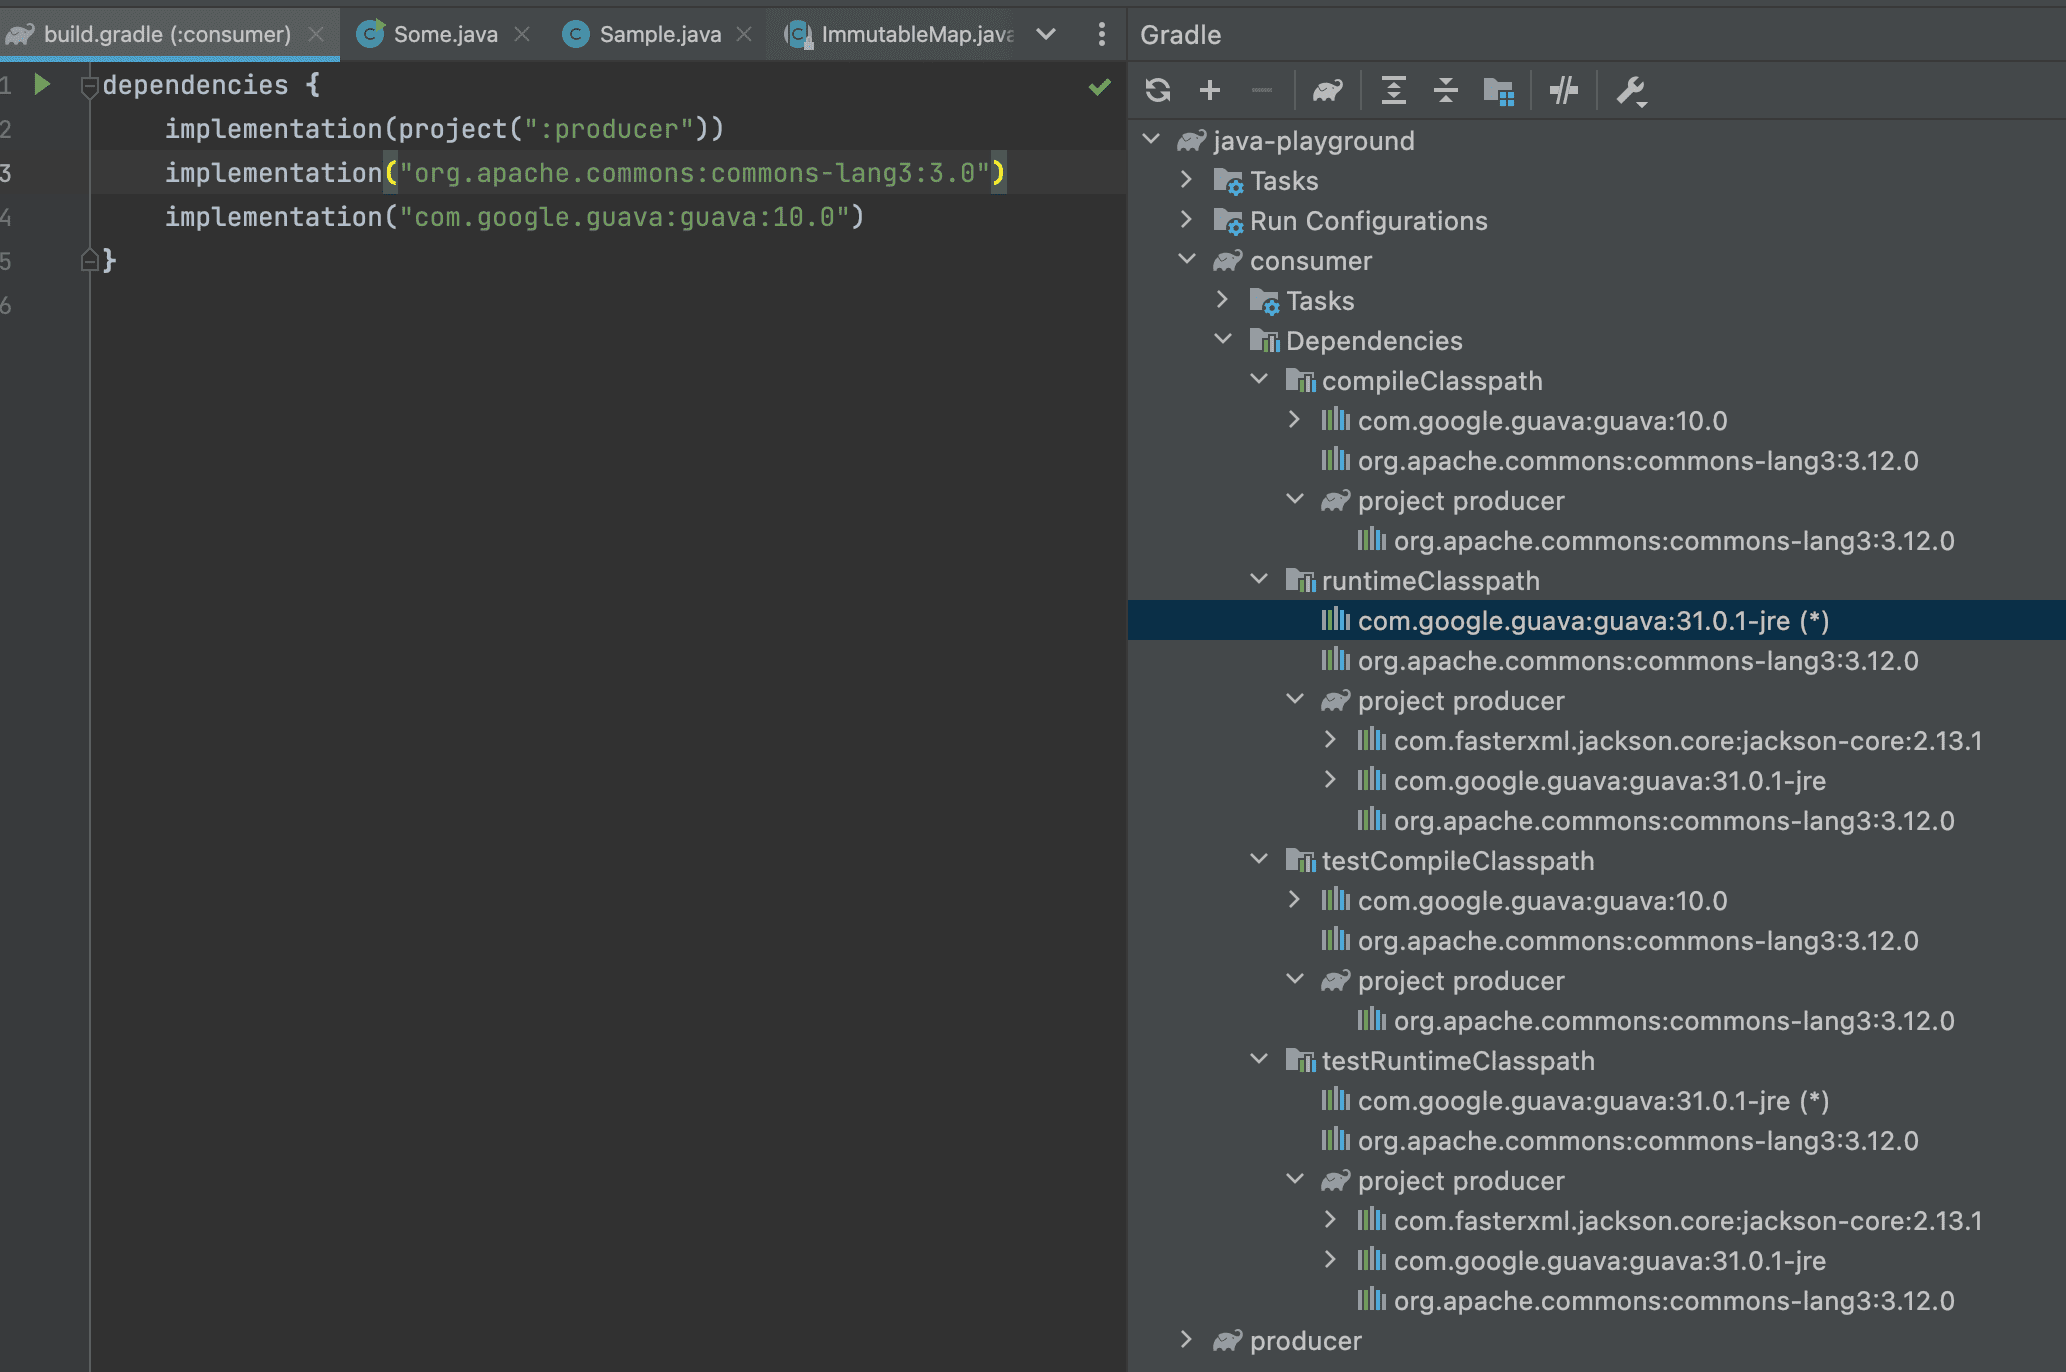 build.gradle (:consumer)
Some.java
Sample.java
ImmutableMap.java
1 dependencies {
2 implementation(project(":producer"))
3 implementation("org.apache.commons:commons-lang3:3.0")
4 implementation("com.google.guava:guava:10.0")
5 }
6
Gradle
java-playground
Tasks
Run Configurations
consumer
Tasks
Dependencies
compileClasspath
com.google.guava:guava:10.0
org.apache.commons:commons-lang3:3.12.0
project producer
org.apache.commons:commons-lang3:3.12.0
runtimeClasspath
com.google.guava:guava:31.0.1-jre (*)
org.apache.commons:commons-lang3:3.12.0
project producer
com.fasterxml.jackson.core:jackson-core:2.13.1
com.google.guava:guava:31.0.1-jre
org.apache.commons:commons-lang3:3.12.0
testCompileClasspath
com.google.guava:guava:10.0
org.apache.commons:commons-lang3:3.12.0
project producer
org.apache.commons:commons-lang3:3.12.0
testRuntimeClasspath
com.google.guava:guava:31.0.1-jre (*)
org.apache.commons:commons-lang3:3.12.0
project producer
com.fasterxml.jackson.core:jackson-core:2.13.1
com.google.guava:guava:31.0.1-jre
org.apache.commons:commons-lang3:3.12.0
producer